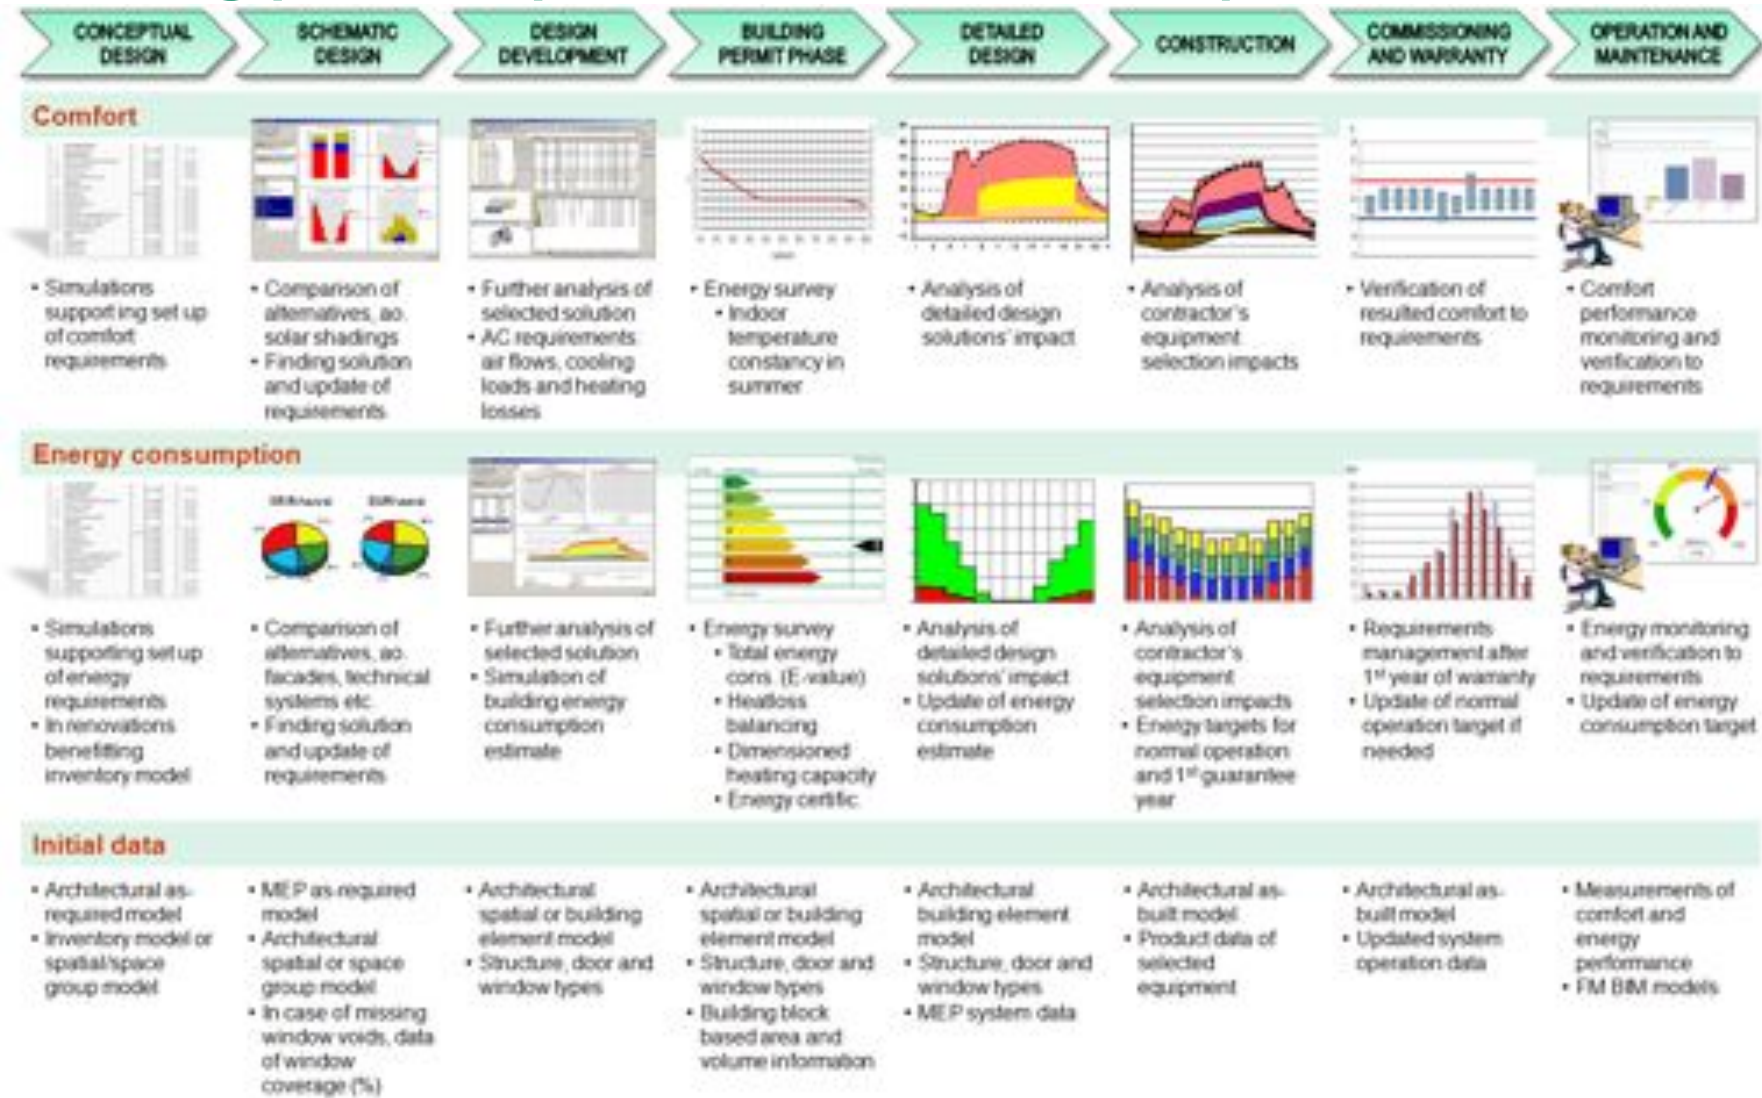 CONCEPTUAL
DESIGN
SCHEMATIC
DESIGN
DESIGN
DEVELOPMENT
BUILDING
PERMIT PHASE
DETAILED
DESIGN
CONSTRUCTION
COMMISSIONING
AND WARRANTY
OPERATION AND
MAINTENANCE
Comfort
• Simulations
supporting set up
of comfort
requirements
• Comparison of
alternatives, ao.
solar shadings
• Finding solution
and update of
requirements
• Further analysis of
selected solution
• AC requirements
air flows, cooling
loads and heating
losses
• Energy survey
• Indoor
temperature
constancy in
summer
• Analysis of
detailed design
solutions' impact
• Analysis of
contractor's
equipment
selection impacts
• Verification of
resulted comfort to
requirements
• Comfort
performance
monitoring and
verification to
requirements
Energy consumption
• Simulations
supporting set up
of energy
requirements
• In renovations
benefitting
inventory model
• Comparison of
alternatives, ao.
facades, technical
systems etc.
• Finding solution
and update of
requirements
• Further analysis of
selected solution
• Simulation of
building energy
consumption
estimate
• Energy survey
• Total energy
cons. (E-value)
• Heatloss
balancing
• Dimensioned
heating capacity
• Energy certific.
• Analysis of
detailed design
solutions' impact
• Update of energy
consumption
estimate
• Analysis of
contractor's
equipment
selection impacts
• Energy targets for
normal operation
and 1st guarantee
year
• Requirements
management after
1st year of warranty
• Update of normal
operation target if
needed
• Energy monitoring
and verification to
requirements
• Update of energy
consumption target
Initial data
• Architectural as-
required model
• Inventory model or
spatial/space
group model
• MEP as-required
model
• Architectural
spatial or space
group model
• In case of missing
window voids, data
of window
coverage (%)
• Architectural
spatial or building
element model
• Structure, door and
window types
• Architectural
spatial or building
element model
• Structure, door and
window types
• Building block
based area and
volume information
• Architectural
building element
model
• Structure, door and
window types
• MEP system data
• Architectural as-
built model
• Product data of
selected
equipment
• Architectural as-
built model
• Updated system
operation data
• Measurements of
comfort and
energy
performance
• FM BIM models